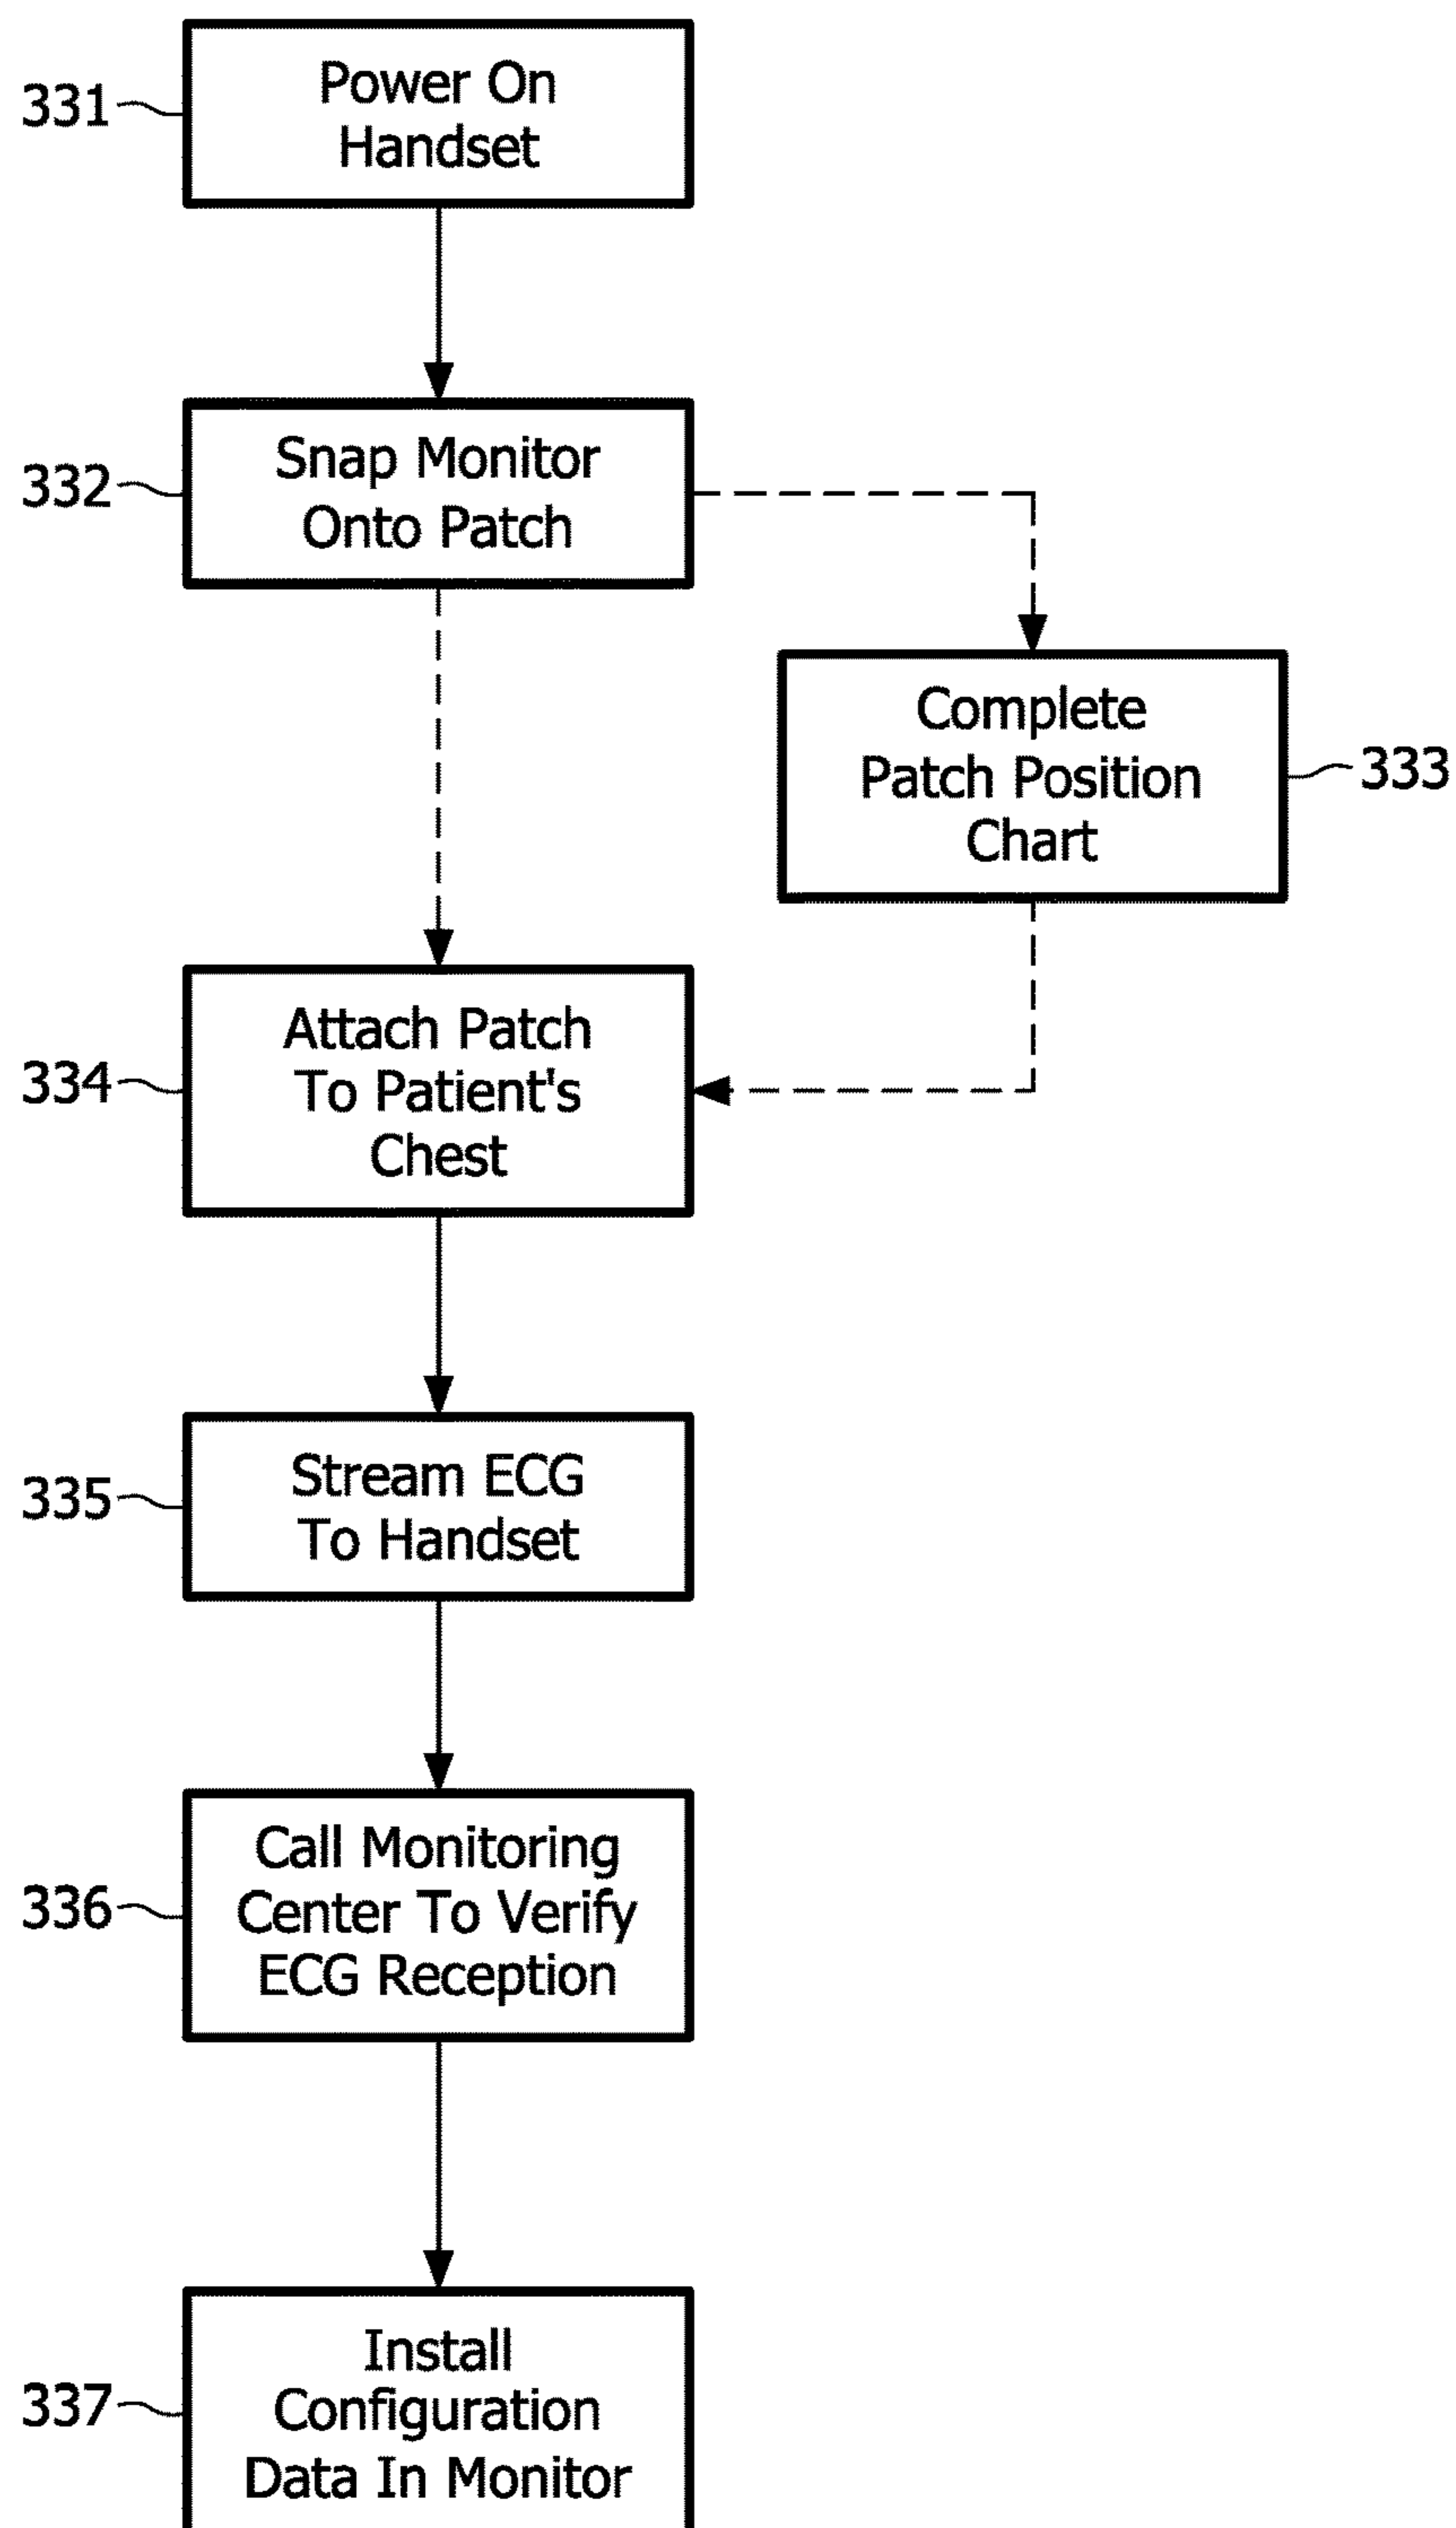 331
Power On
Handset
332
Snap Monitor
Onto Patch
Complete
Patch Position
Chart
333
334
Attach Patch
To Patient's
Chest
335
Stream ECG
To Handset
336
Call Monitoring
Center To Verify
ECG Reception
337
Install
Configuration
Data In Monitor